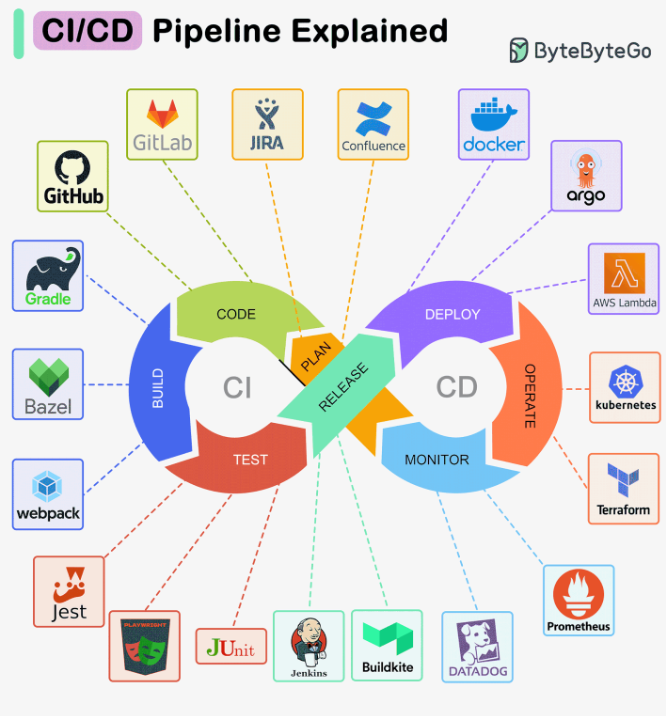 CI/CD Pipeline Explained
ByteByteGo
GitLab
JIRA
Confluence
docker
GitHub
argo
Gradle
AWS Lambda
CODE
DEPLOY
PLAN
BUILD
CI
RELEASE
CD
OPERATE
Bazel
kubernetes
TEST
MONITOR
webpack
Terraform
Jest
PLAYWRIGHT
JUnit
Jenkins
Buildkite
DATADOG
Prometheus